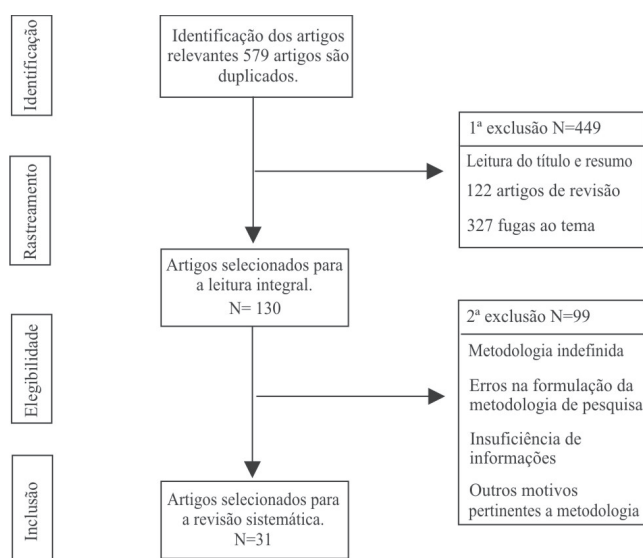 Identificação
Identificação dos artigos
relevantes 579 artigos são
duplicados.
1ª exclusão N=449
Leitura do título e resumo
122 artigos de revisão
327 fugas ao tema
Rastreamento
Artigos selecionados para
a leitura integral.
N= 130
2ª exclusão N=99
Metodologia indefinida
Erros na formulação da
metodologia de pesquisa
Insuficiência de
informações
Outros motivos
pertinentes a metodologia
Elegibilidade
Inclusão
Artigos selecionados para
a revisão sistemática.
N=31